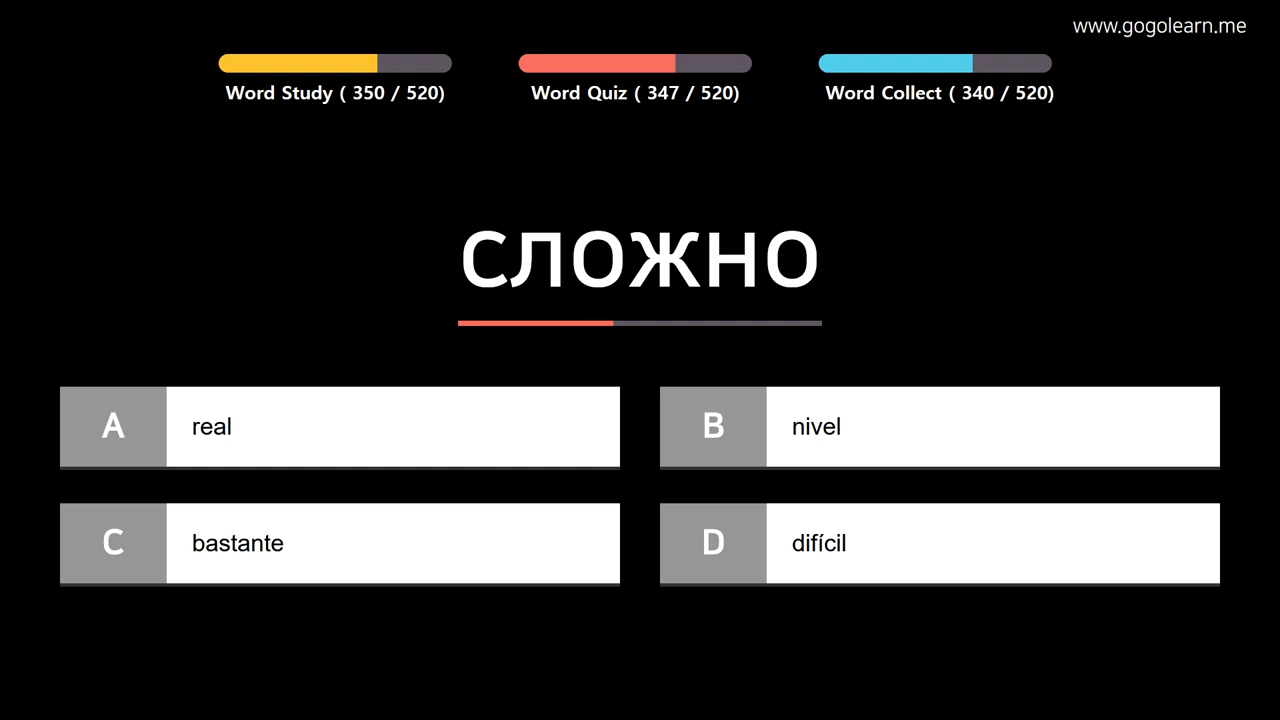 www.gogolearn.me
Word Study ( 350 / 520)
Word Quiz ( 347 / 520)
Word Collect ( 340 / 520)
СЛОЖНО
A
real
B
nivel
C
bastante
D
difícil